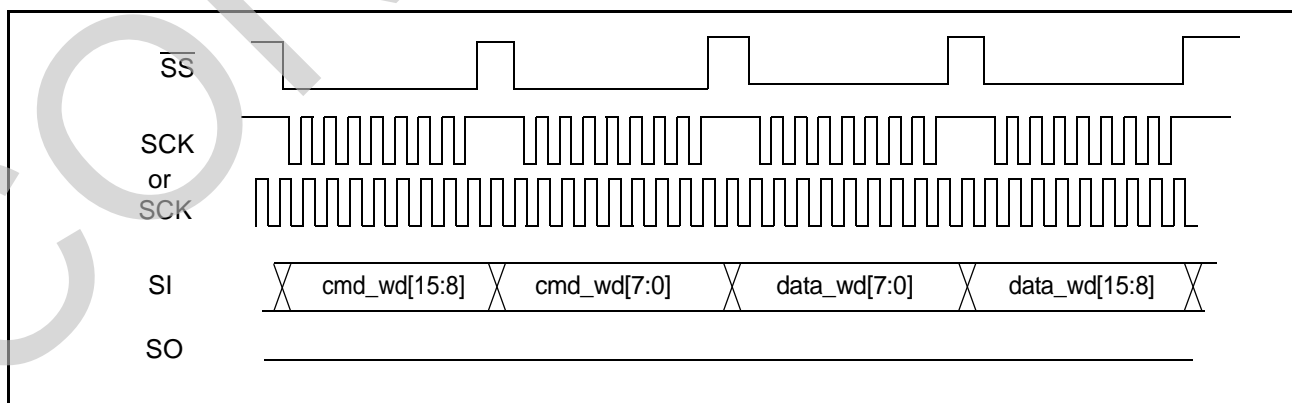 SS
SCK
or
SCK
SI
cmd_wd[15:8]
cmd_wd[7:0]
data_wd[7:0]
data_wd[15:8]
SO